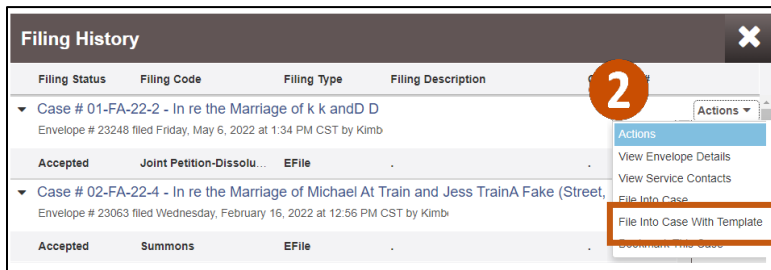 Filing History
Filing Status Filing Code Filing Type Filing Description
2
Case # 01-FA-22-2 - In re the Marriage of k k andD D
Actions
Envelope # 23248 filed Friday, May 6, 2022 at 1:34 PM CST by Kimb
Actions
Accepted Joint Petition-Dissolu... EFile . .
View Envelope Details
View Service Contacts
Case # 02-FA-22-4 - In re the Marriage of Michael At Train and Jess TrainA Fake (Street,
File Into Case
Envelope # 23063 filed Wednesday, February 16, 2022 at 12:56 PM CST by Kimb
File Into Case With Template
Bookmark This Case
Accepted Summons EFile . .